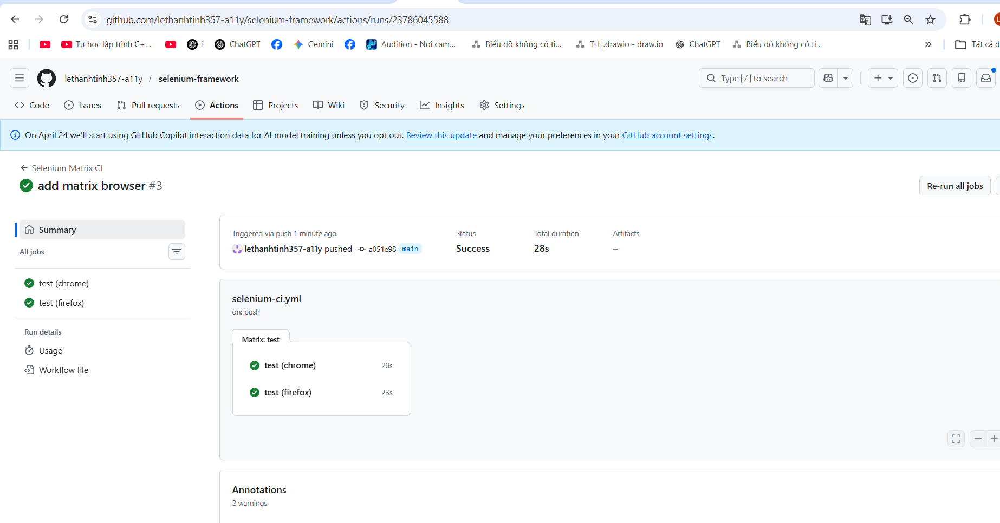 github.com/lethanhtinh357-a11y/selenium-framework/actions/runs/23786045588
Tự học lập trình C+... i ChatGPT Gemini Audition - Nơi cảm... Biểu đồ không có ti... TH_.drawio - draw.io ChatGPT Biểu đồ không có ti... » Tất cả d
lethanhtinh357-a11y / selenium-framework Type / to search
Code Issues Pull requests Actions Projects Wiki Security Insights Settings
On April 24 we'll start using GitHub Copilot interaction data for AI model training unless you opt out. Review this update and manage your preferences in your GitHub account settings.
← Selenium Matrix CI
add matrix browser #3
Re-run all jobs
Summary
All jobs
test (chrome)
test (firefox)
Run details
Usage
Workflow file
Triggered via push 1 minute ago Status Total duration Artifacts
lethanhtinh357-a11y pushed a051e98 main Success 28s –
selenium-ci.yml
on: push
Matrix: test
test (chrome) 20s
test (firefox) 23s
Annotations
2 warnings